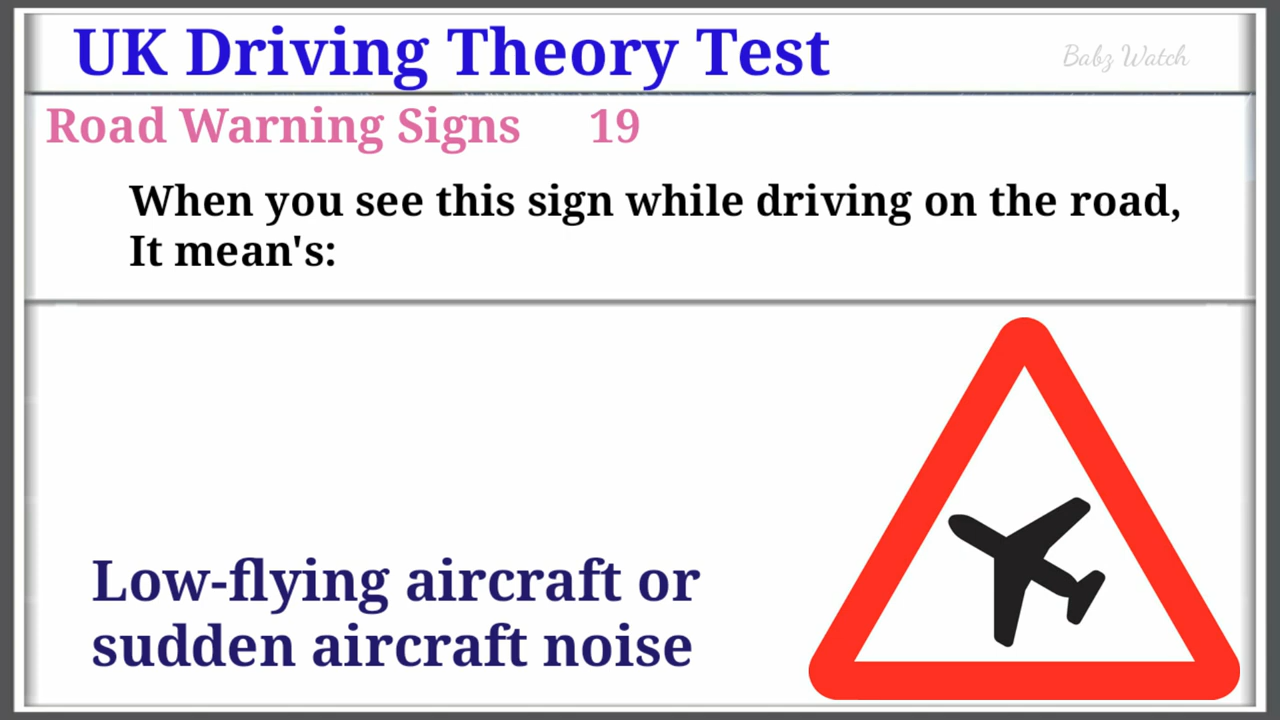 UK Driving Theory Test
Babz Watch
Road Warning Signs 19
When you see this sign while driving on the road,
It mean's:
Low-flying aircraft or
sudden aircraft noise